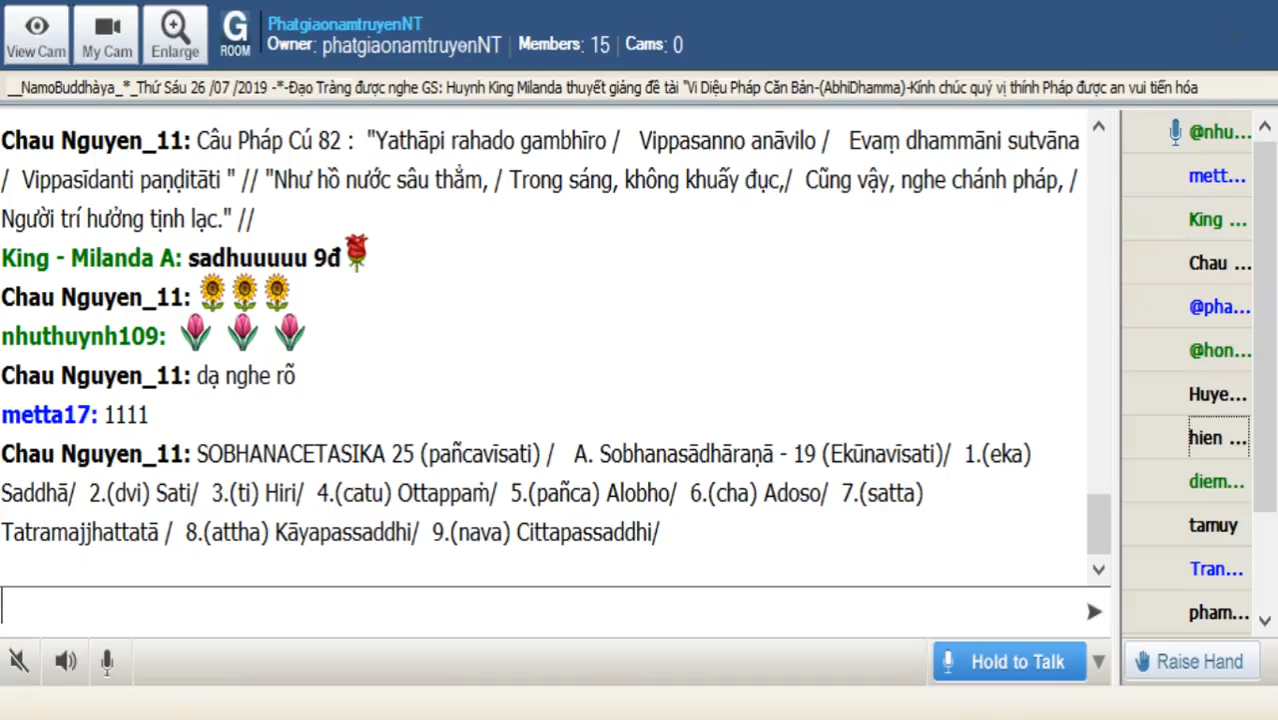 PhatgiaonamtruyenNT
View Cam My Cam Enlarge G ROOM Owner: phatgiaonamtruyenNT Members: 15 Cams: 0
__NamoBuddhàya_*_Thứ Sáu 26 /07 /2019 -*-Đạo Tràng được nghe GS: Huynh King Milanda thuyết giảng đề tài "Vi Diệu Pháp Căn Bản-(AbhiDhamma)-Kính chúc quý vị thính Pháp được an vui tiến hóa
Chau Nguyen_11: Câu Pháp Cú 82 : "Yathāpi rahado gambhīro / Vippasanno anāvilo / Evaṃ dhammāni sutvāna
/ Vippasīdanti paṇḍitāti " // "Như hồ nước sâu thẳm, / Trong sáng, không khuấy đục,/ Cũng vậy, nghe chánh pháp, /
Người trí hưởng tịnh lạc." //
King - Milanda A: sadhuuuuu 9đ
Chau Nguyen_11:
nhuthuynh109:
Chau Nguyen_11: dạ nghe rõ
metta17: 1111
Chau Nguyen_11: SOBHANACETASIKA 25 (pañcavīsati) / A. Sobhanasādhāraṇā - 19 (Ekūnavīsati)/ 1.(eka)
Saddhā/ 2.(dvi) Sati/ 3.(ti) Hiri/ 4.(catu) Ottappaṁ/ 5.(pañca) Alobho/ 6.(cha) Adoso/ 7.(satta)
Tatramajjhattatā / 8.(attha) Kāyapassaddhi/ 9.(nava) Cittapassaddhi/
@nhu...
mett...
King ...
Chau ...
@pha...
@hon...
Huye...
hien ...
diem...
tamuy
Tran...
pham...
Hold to Talk
Raise Hand